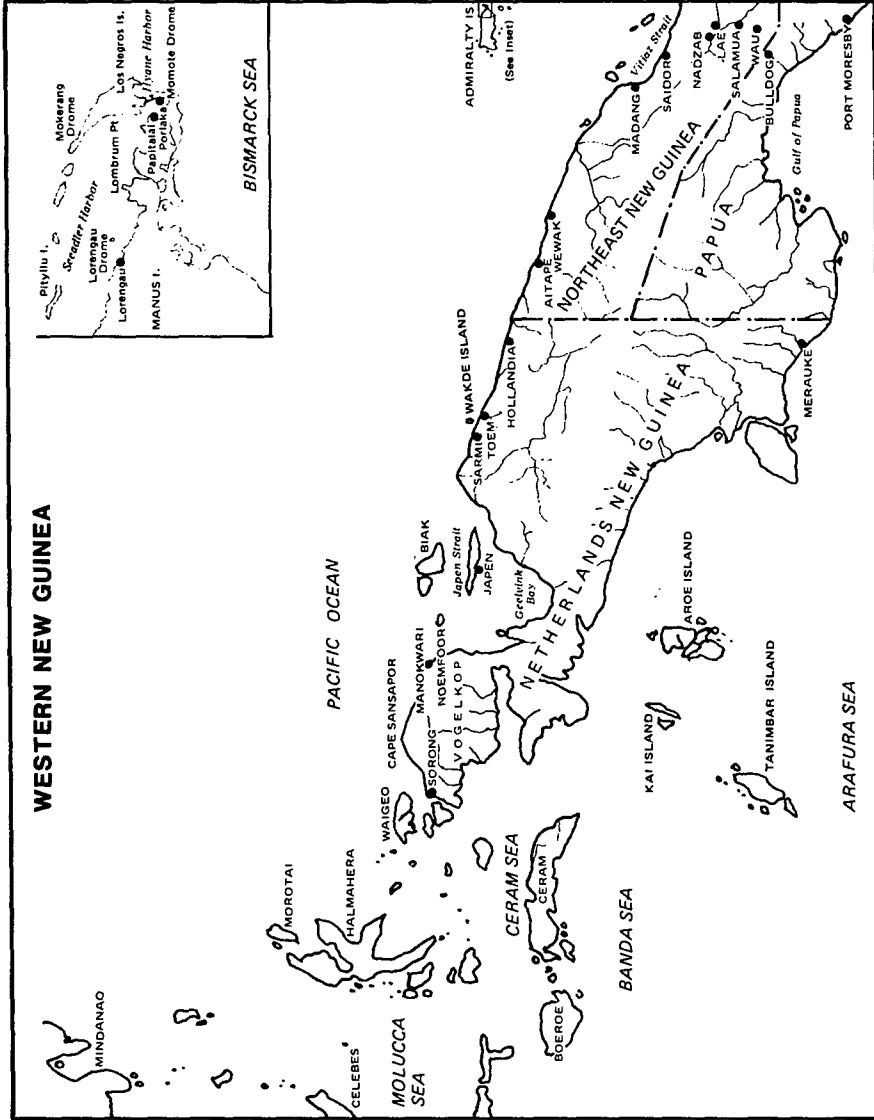 WESTERN NEW GUINEA
MINDANAO
MOROTAI
HALMAHERA
CELEBES
MOLUCCA
SEA
WAIGEO
CAPE SANSAPOR
SORONG
MANOKWARI
NOEMFOOR
VOGELKOP
PACIFIC OCEAN
BIAK
Japen Strait
JAPEN
Geelvink
Bay
CERAM SEA
CERAM
BOEROE
BANDA SEA
KAI ISLAND
AROE ISLAND
TANIMBAR ISLAND
ARAFURA SEA
NETHERLANDS NEW GUINEA
SARMI
TOEM
WAKDE ISLAND
HOLLANDIA
MERAUKE
AITAPE
WEWAK
NORTHEAST NEW GUINEA
PAPUA
MADANG
SAIDOR
Vitiaz Strait
NADZAB
LAE
SALAMUA
WAU
BULLDOG
Gulf of Papua
PORT MORESBY
ADMIRALTY IS
(See Inset)
Pityllu I.
Mokerang
Drome
Seeadler Harbor
Lombrum Pt
Los Negros Is.
Hyane Harbor
Lorengau
Drome
Lorengau
Papitalai
Porlaka
Momote Drome
MANUS I.
BISMARCK SEA